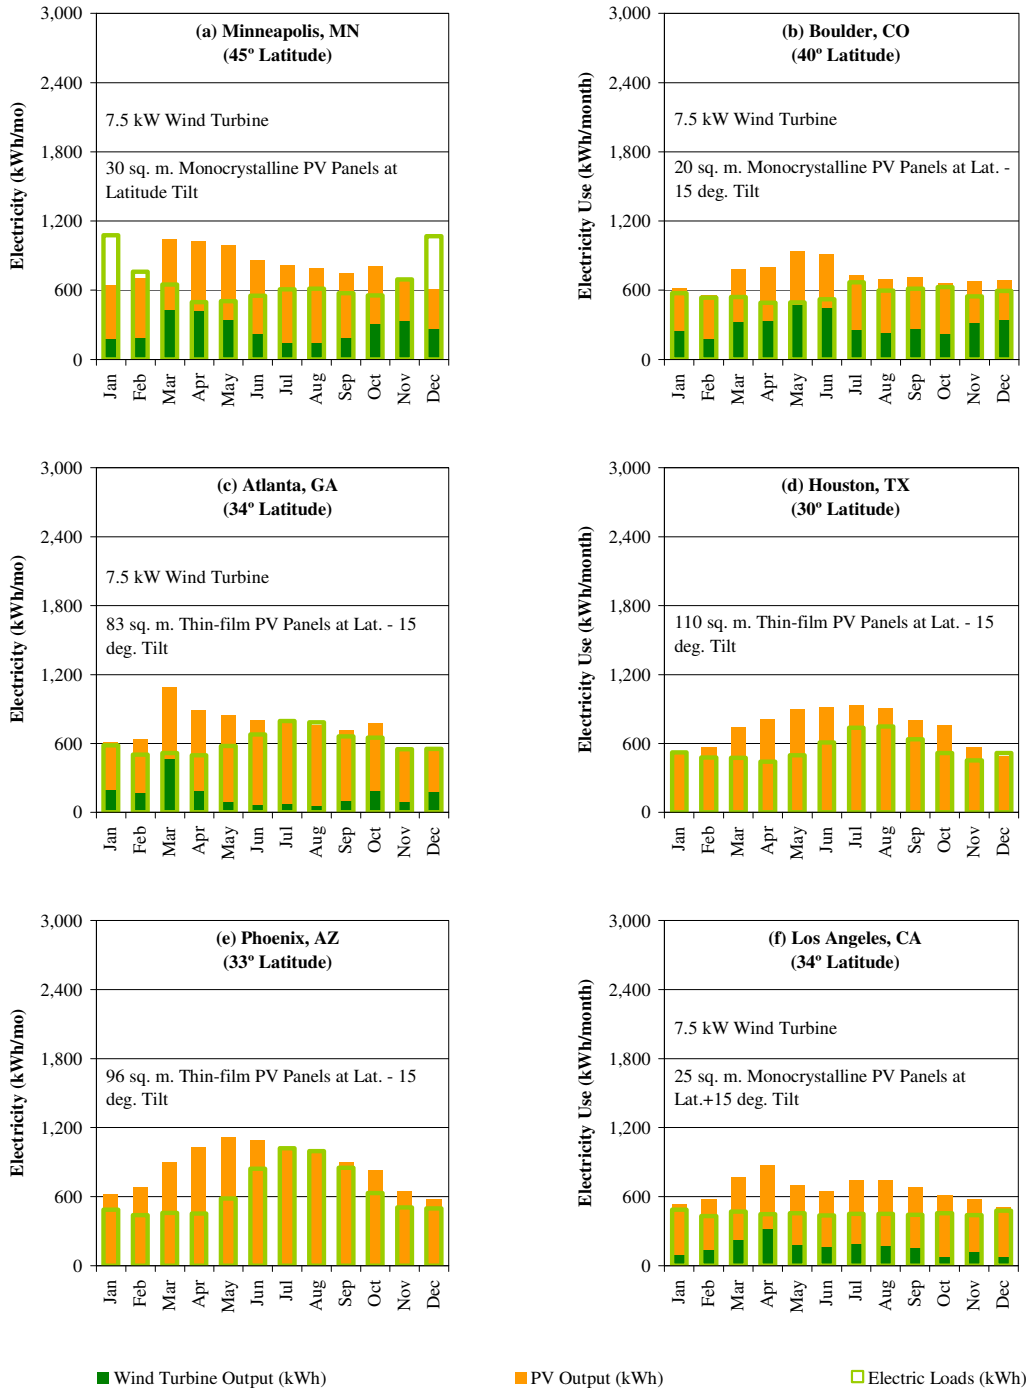 (a) Minneapolis, MN
(45º Latitude)
7.5 kW Wind Turbine
30 sq. m. Monocrystalline PV Panels at
Latitude Tilt
Electricity (kWh/mo)
3,000
2,400
1,800
1,200
600
0
Jan
Feb
Mar
Apr
May
Jun
Jul
Aug
Sep
Oct
Nov
Dec
(b) Boulder, CO
(40º Latitude)
7.5 kW Wind Turbine
20 sq. m. Monocrystalline PV Panels at Lat. -
15 deg. Tilt
Electricity Use (kWh/month)
3,000
2,400
1,800
1,200
600
0
Jan
Feb
Mar
Apr
May
Jun
Jul
Aug
Sep
Oct
Nov
Dec
(c) Atlanta, GA
(34º Latitude)
7.5 kW Wind Turbine
83 sq. m. Thin-film PV Panels at Lat. - 15
deg. Tilt
Electricity (kWh/mo)
3,000
2,400
1,800
1,200
600
0
Jan
Feb
Mar
Apr
May
Jun
Jul
Aug
Sep
Oct
Nov
Dec
(d) Houston, TX
(30º Latitude)
110 sq. m. Thin-film PV Panels at Lat. - 15
deg. Tilt
Electricity Use (kWh/month)
3,000
2,400
1,800
1,200
600
0
Jan
Feb
Mar
Apr
May
Jun
Jul
Aug
Sep
Oct
Nov
Dec
(e) Phoenix, AZ
(33º Latitude)
96 sq. m. Thin-film PV Panels at Lat. - 15
deg. Tilt
Electricity (kWh/mo)
3,000
2,400
1,800
1,200
600
0
Jan
Feb
Mar
Apr
May
Jun
Jul
Aug
Sep
Oct
Nov
Dec
(f) Los Angeles, CA
(34º Latitude)
7.5 kW Wind Turbine
25 sq. m. Monocrystalline PV Panels at
Lat.+15 deg. Tilt
Electricity Use (kWh/month)
3,000
2,400
1,800
1,200
600
0
Jan
Feb
Mar
Apr
May
Jun
Jul
Aug
Sep
Oct
Nov
Dec
Wind Turbine Output (kWh)
PV Output (kWh)
Electric Loads (kWh)